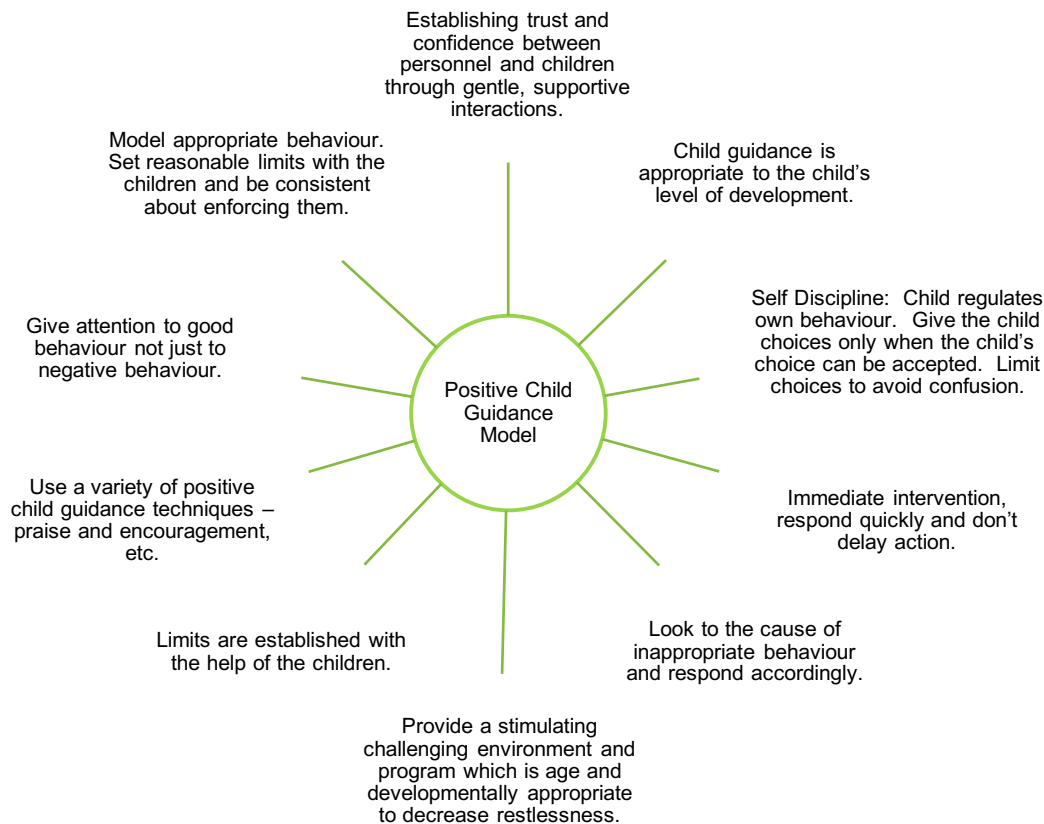 Establishing trust and
confidence between
personnel and children
through gentle, supportive
interactions.
Child guidance is
appropriate to the child’s
level of development.
Self Discipline:  Child regulates
own behaviour.  Give the child
choices only when the child’s
choice can be accepted.  Limit
choices to avoid confusion.
Immediate intervention,
respond quickly and don’t
delay action.
Look to the cause of
inappropriate behaviour
and respond accordingly.
Provide a stimulating
challenging environment and
program which is age and
developmentally appropriate
to decrease restlessness.
Limits are established with
the help of the children.
Use a variety of positive
child guidance techniques –
praise and encouragement,
etc.
Give attention to good
behaviour not just to
negative behaviour.
Model appropriate behaviour.
Set reasonable limits with the
children and be consistent
about enforcing them.
Positive Child
Guidance
Model